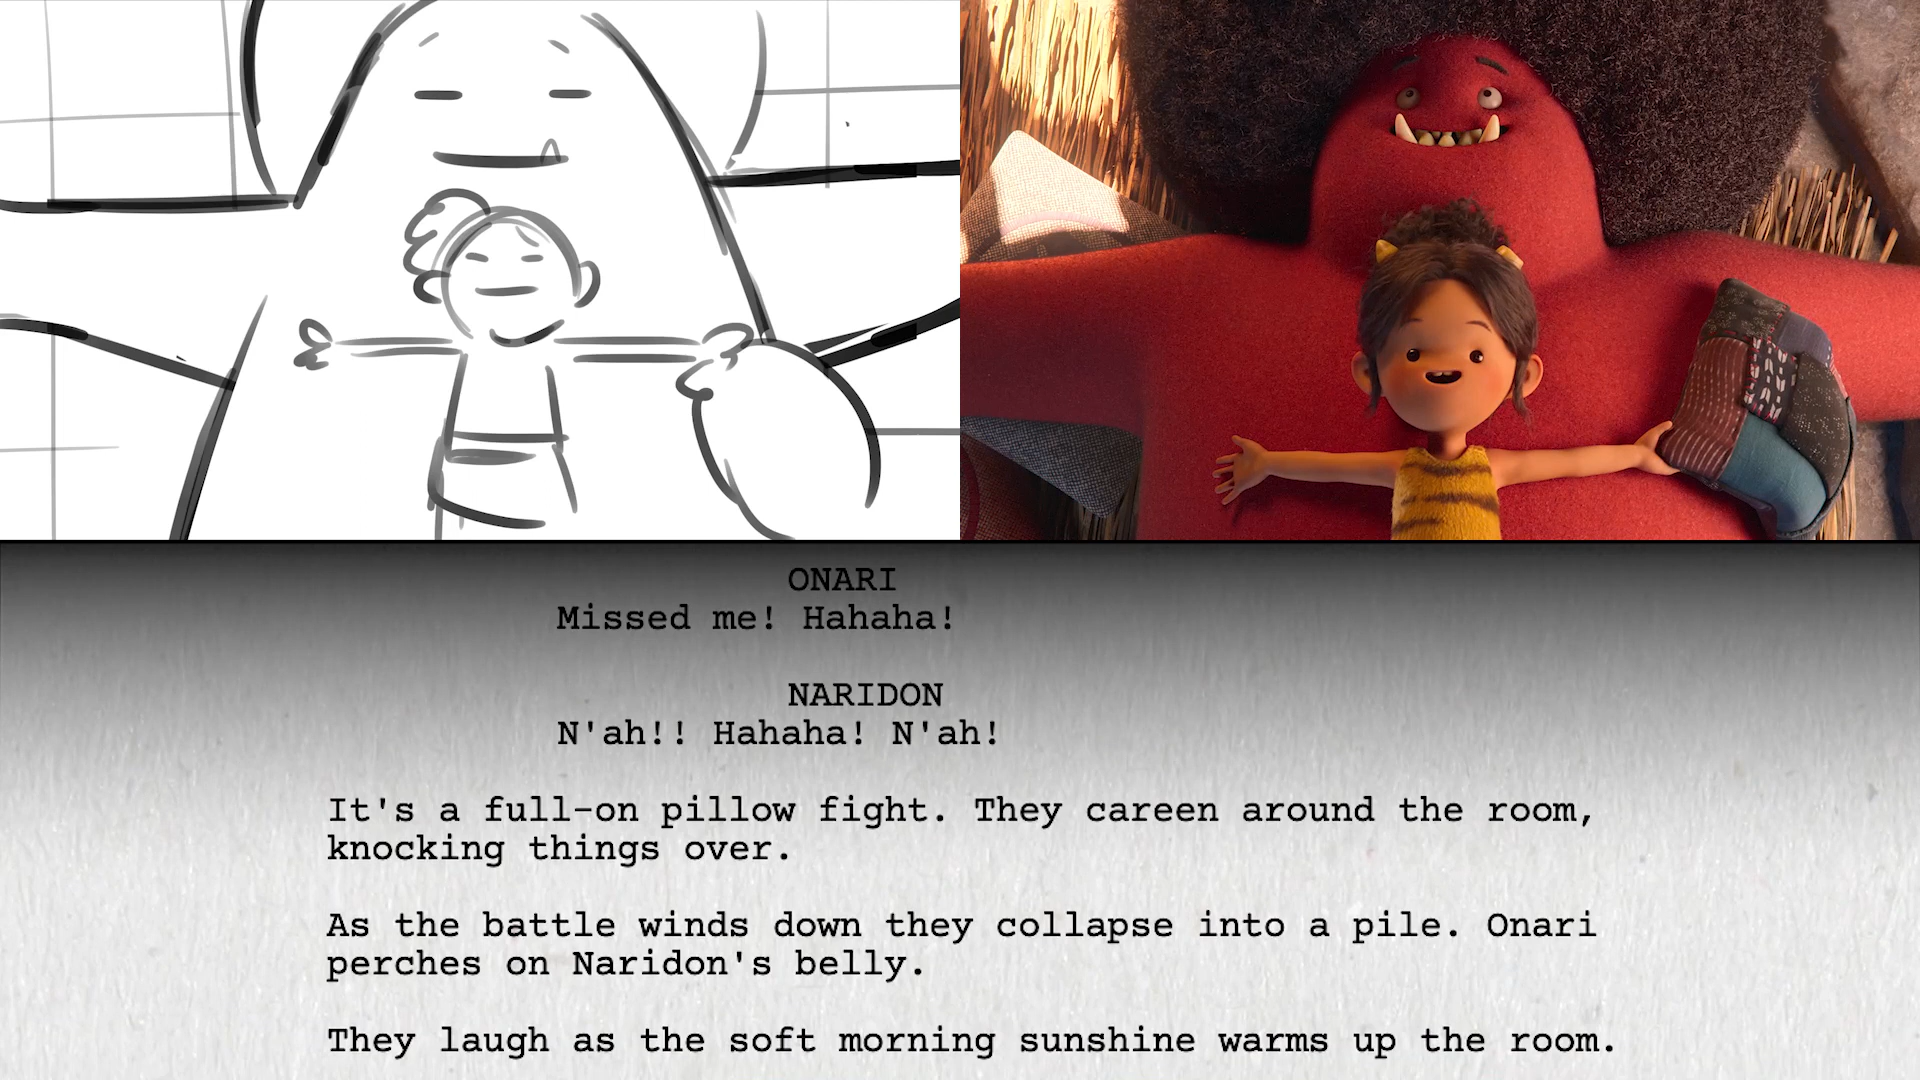 ONARI
Missed me! Hahaha!
NARIDON
N'ah!! Hahaha! N'ah!
It's a full-on pillow fight. They careen around the room,
knocking things over.
As the battle winds down they collapse into a pile. Onari
perches on Naridon's belly.
They laugh as the soft morning sunshine warms up the room.